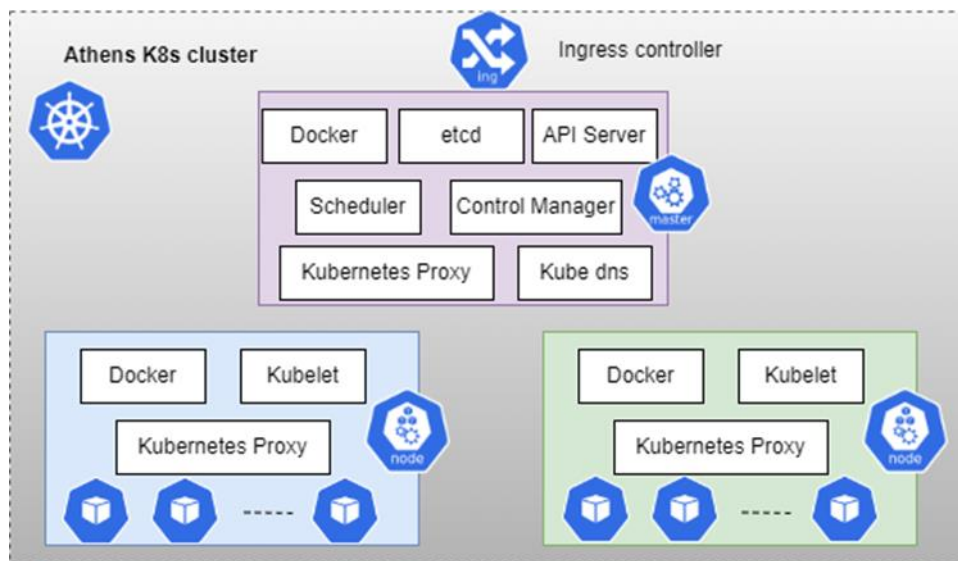 Athens K8s cluster
Ingress controller
ing
Docker
etcd
API Server
Scheduler
Control Manager
master
Kubernetes Proxy
Kube dns
Docker
Kubelet
Kubernetes Proxy
node
Docker
Kubelet
Kubernetes Proxy
node